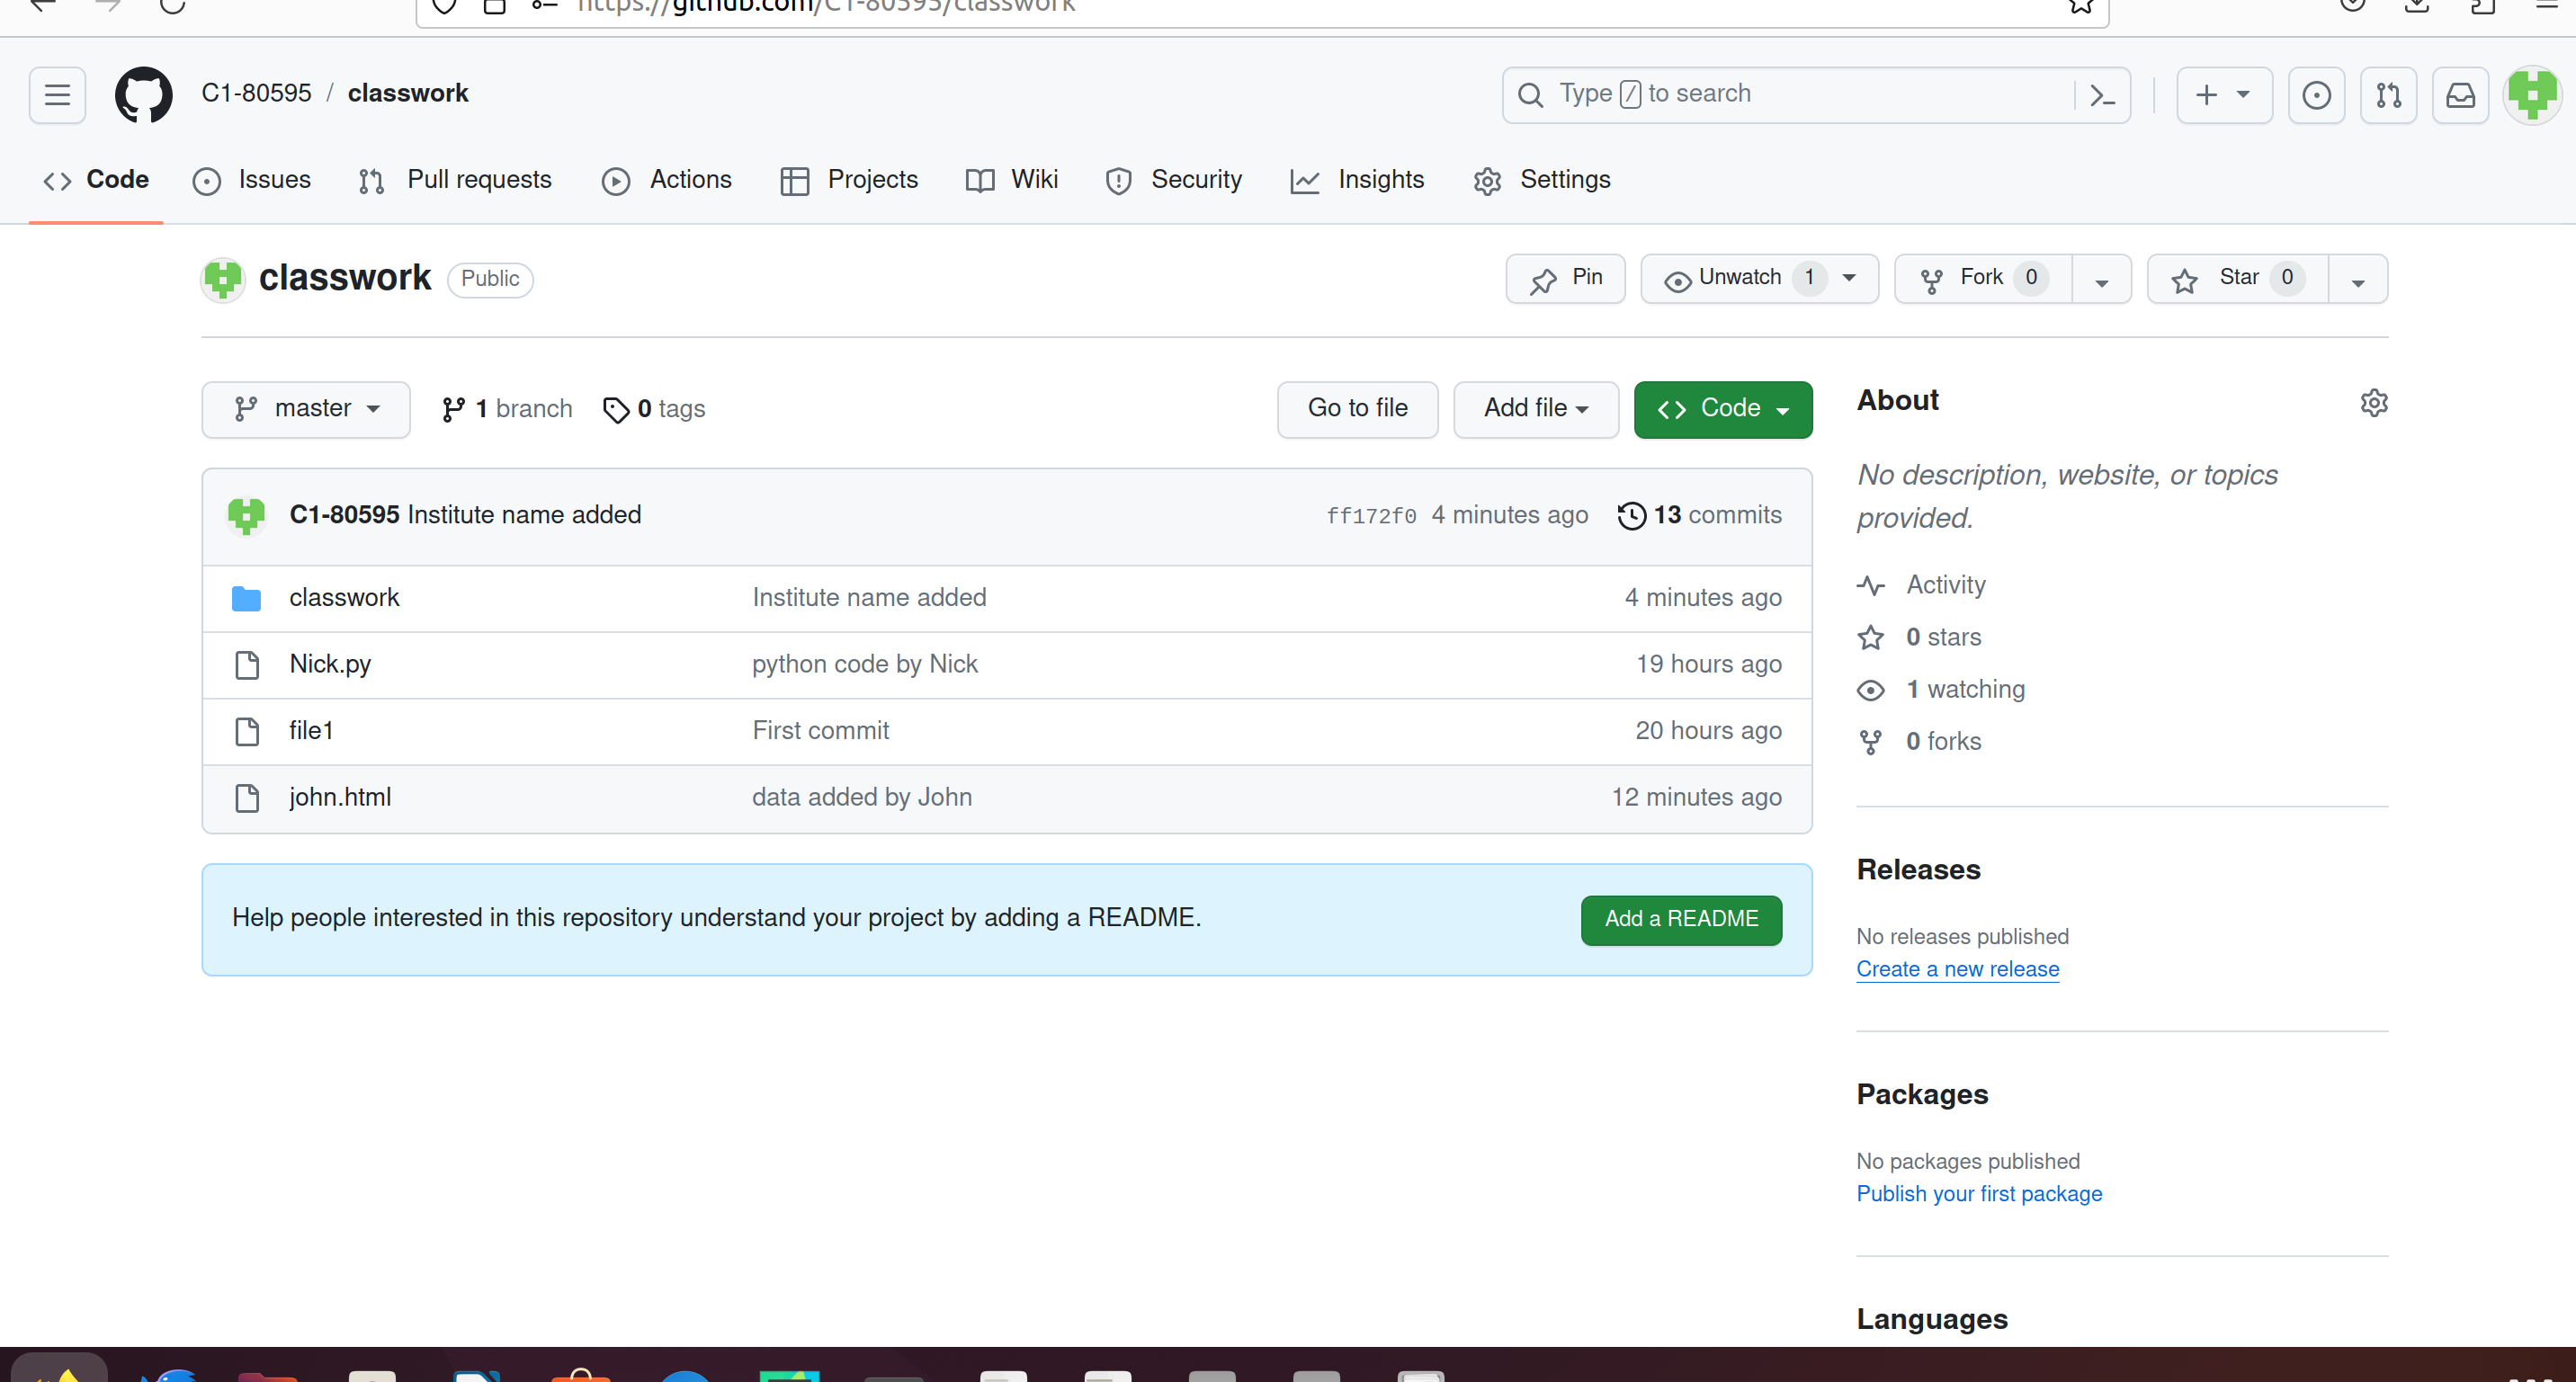 https://github.com/C1-80595/classwork
C1-80595 / classwork
Type / to search
Code Issues Pull requests Actions Projects Wiki Security Insights Settings
classwork Public
Pin Unwatch 1 Fork 0 Star 0
master 1 branch 0 tags
Go to file Add file Code
C1-80595 Institute name added ff172f0 4 minutes ago 13 commits
classwork Institute name added 4 minutes ago
Nick.py python code by Nick 19 hours ago
file1 First commit 20 hours ago
john.html data added by John 12 minutes ago
Help people interested in this repository understand your project by adding a README.
Add a README
About
No description, website, or topics
provided.
Activity
0 stars
1 watching
0 forks
Releases
No releases published
Create a new release
Packages
No packages published
Publish your first package
Languages